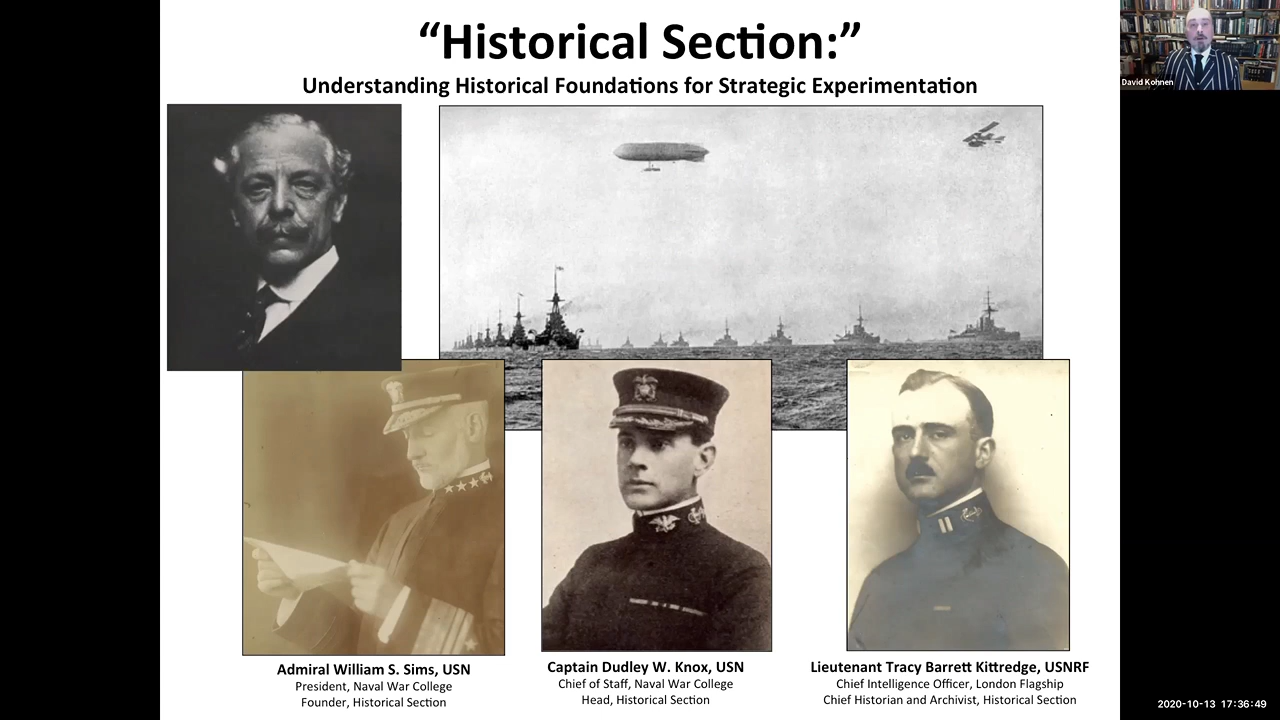 “Historical Section:”
Understanding Historical Foundations for Strategic Experimentation
David Kohnen
Admiral William S. Sims, USN
President, Naval War College
Founder, Historical Section
Captain Dudley W. Knox, USN
Chief of Staff, Naval War College
Head, Historical Section
Lieutenant Tracy Barrett Kittredge, USNRF
Chief Intelligence Officer, London Flagship
Chief Historian and Archivist, Historical Section
2020-10-13 17:36:49